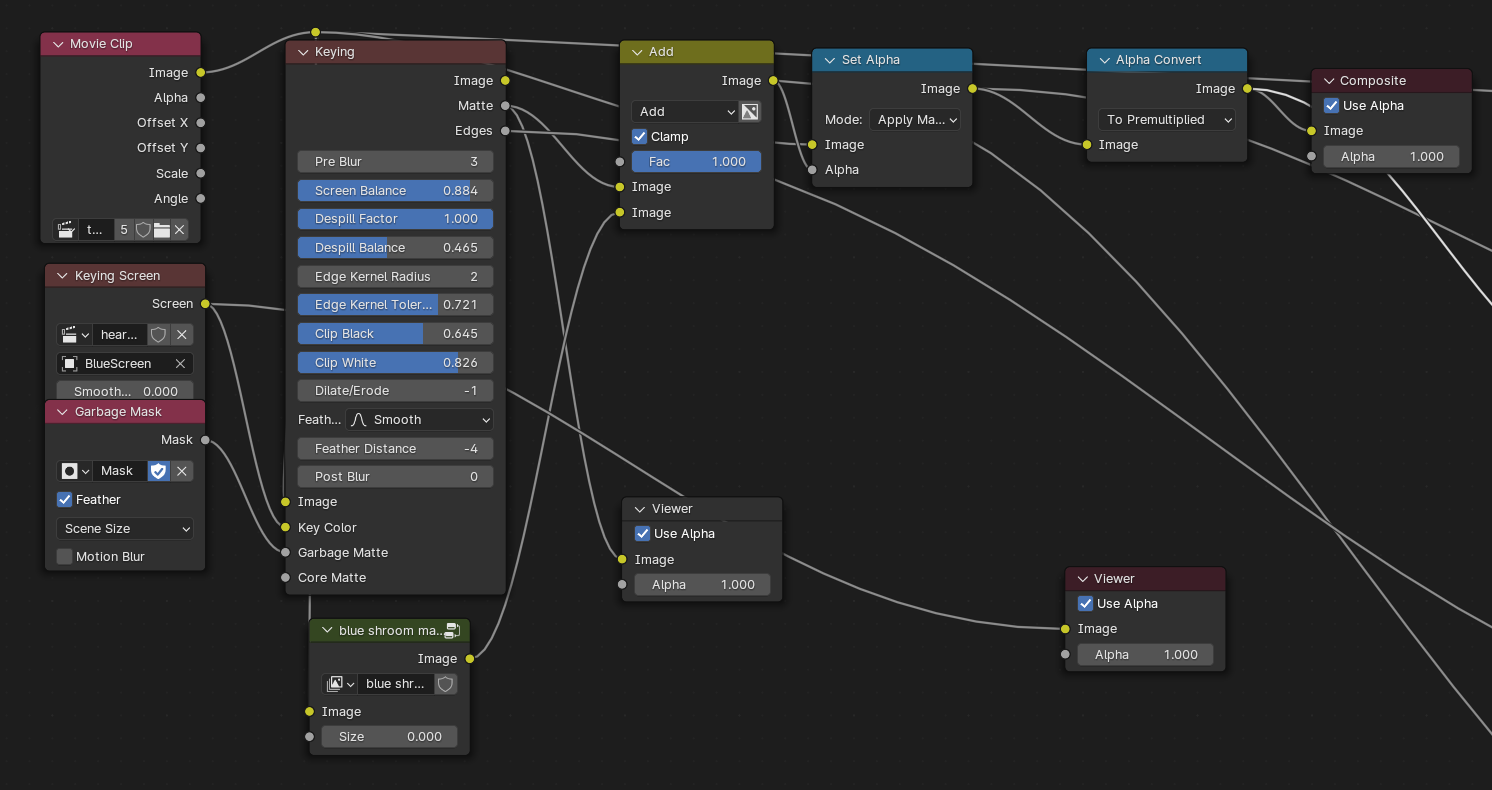 Movie Clip
Image
Alpha
Offset X
Offset Y
Scale
Angle
t... 5
Keying Screen
Screen
hear...
BlueScreen
Smooth... 0.000
Garbage Mask
Mask
Mask
Feather
Scene Size
Motion Blur
Keying
Image
Matte
Edges
Pre Blur 3
Screen Balance 0.884
Despill Factor 1.000
Despill Balance 0.465
Edge Kernel Radius 2
Edge Kernel Toler... 0.721
Clip Black 0.645
Clip White 0.826
Dilate/Erode -1
Feath... Smooth
Feather Distance -4
Post Blur 0
Image
Key Color
Garbage Matte
Core Matte
blue shroom ma...
Image
blue shr...
Image
Size 0.000
Add
Image
Add
Clamp
Fac 1.000
Image
Image
Viewer
Use Alpha
Image
Alpha 1.000
Set Alpha
Image
Mode: Apply Ma...
Image
Alpha
Alpha Convert
Image
To Premultiplied
Image
Viewer
Use Alpha
Image
Alpha 1.000
Composite
Use Alpha
Image
Alpha 1.000